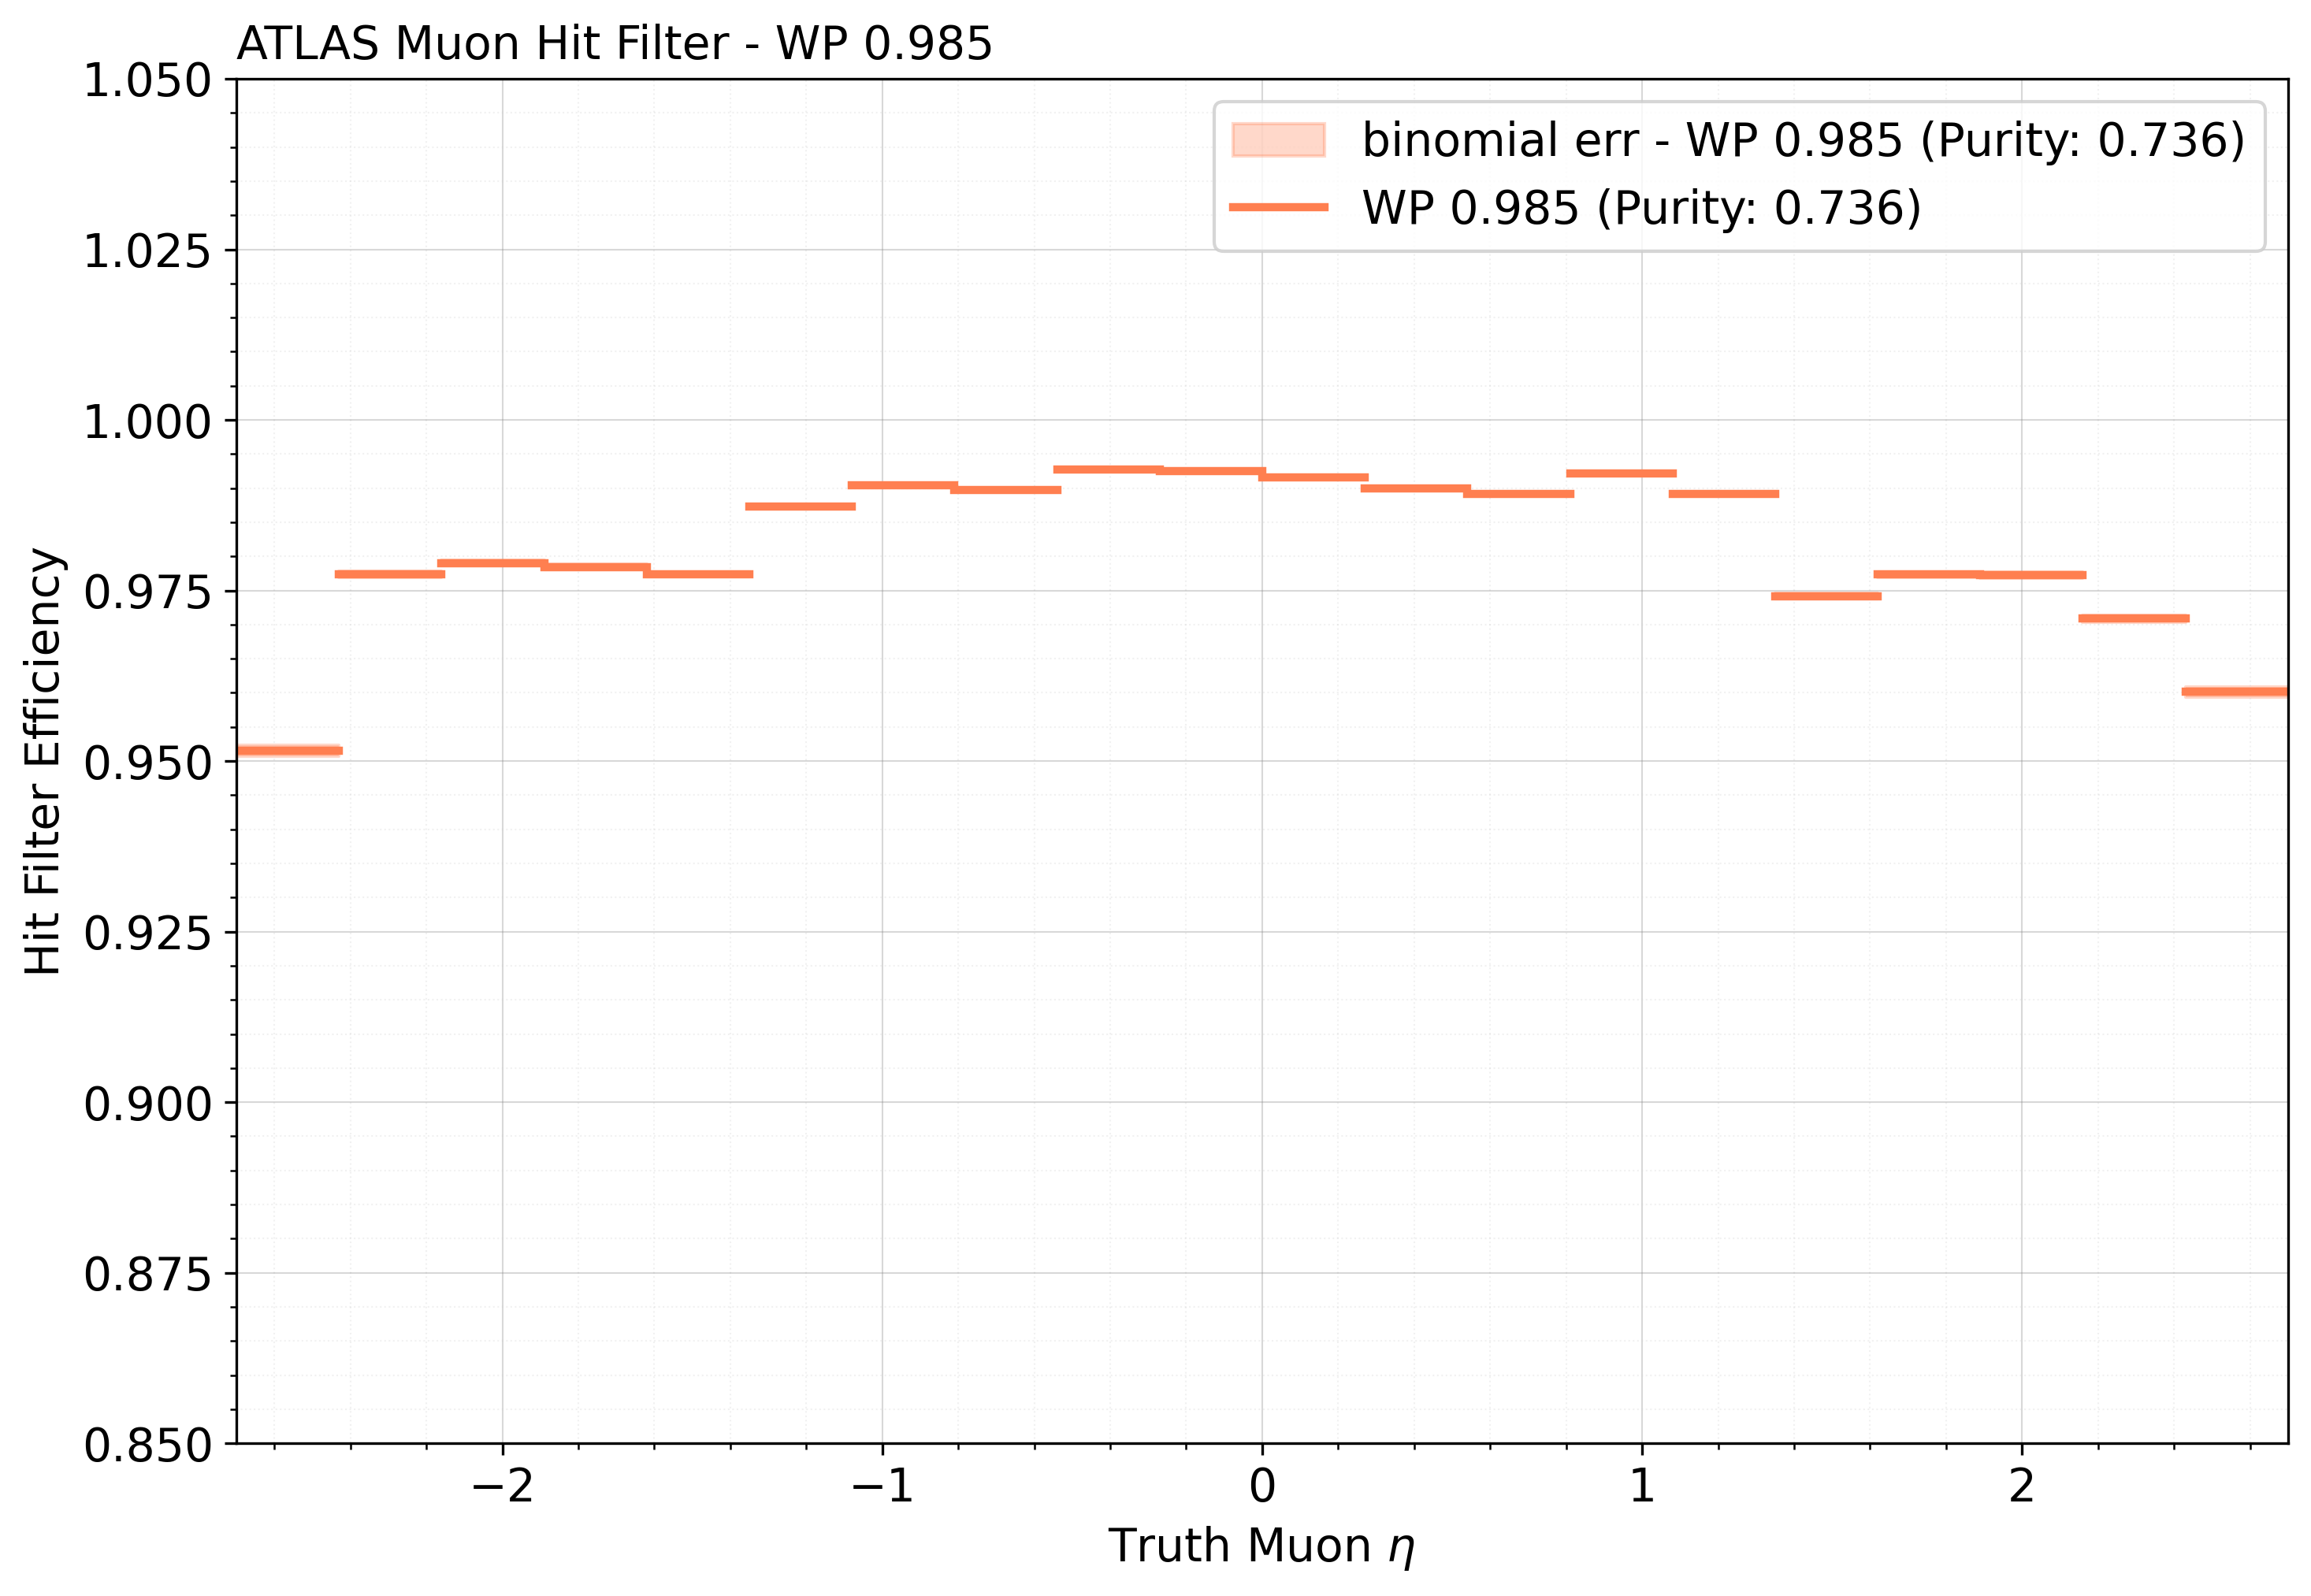 ATLAS Muon Hit Filter - WP 0.985
1.050
1.025
1.000
0.975
0.950
0.925
0.900
0.875
0.850
Hit Filter Efficiency
binomial err - WP 0.985 (Purity: 0.736)
WP 0.985 (Purity: 0.736)
−2
−1
0
1
2
Truth Muon η